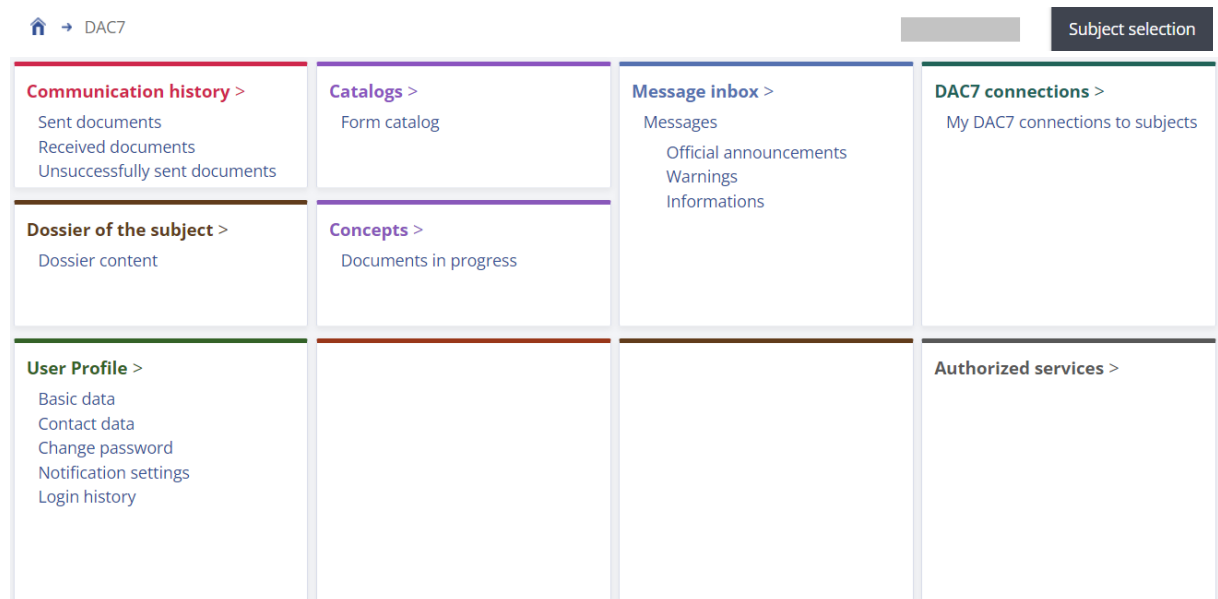 DAC7
Subject selection
Communication history >
Sent documents
Received documents
Unsuccessfully sent documents
Catalogs >
Form catalog
Message inbox >
Messages
Official announcements
Warnings
Informations
DAC7 connections >
My DAC7 connections to subjects
Dossier of the subject >
Dossier content
Concepts >
Documents in progress
User Profile >
Basic data
Contact data
Change password
Notification settings
Login history
Authorized services >